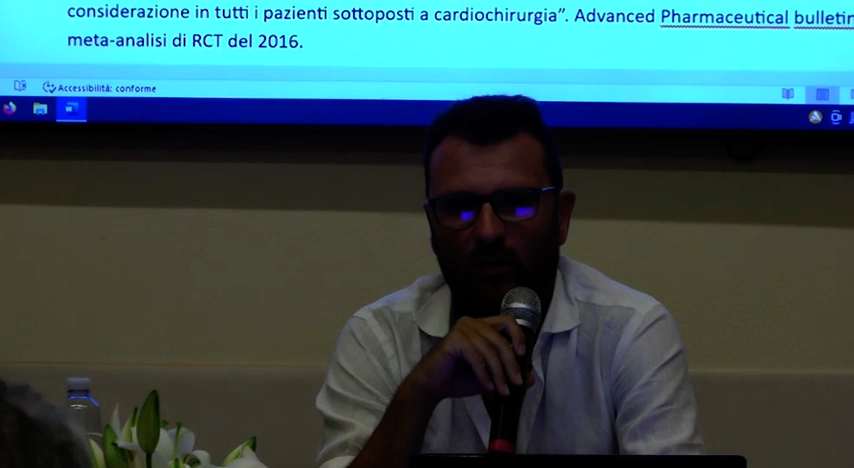 considerazione in tutti i pazienti sottoposti a cardiochirurgia”. Advanced Pharmaceutical bulletin
meta-analisi di RCT del 2016.
Accessibilità: conforme